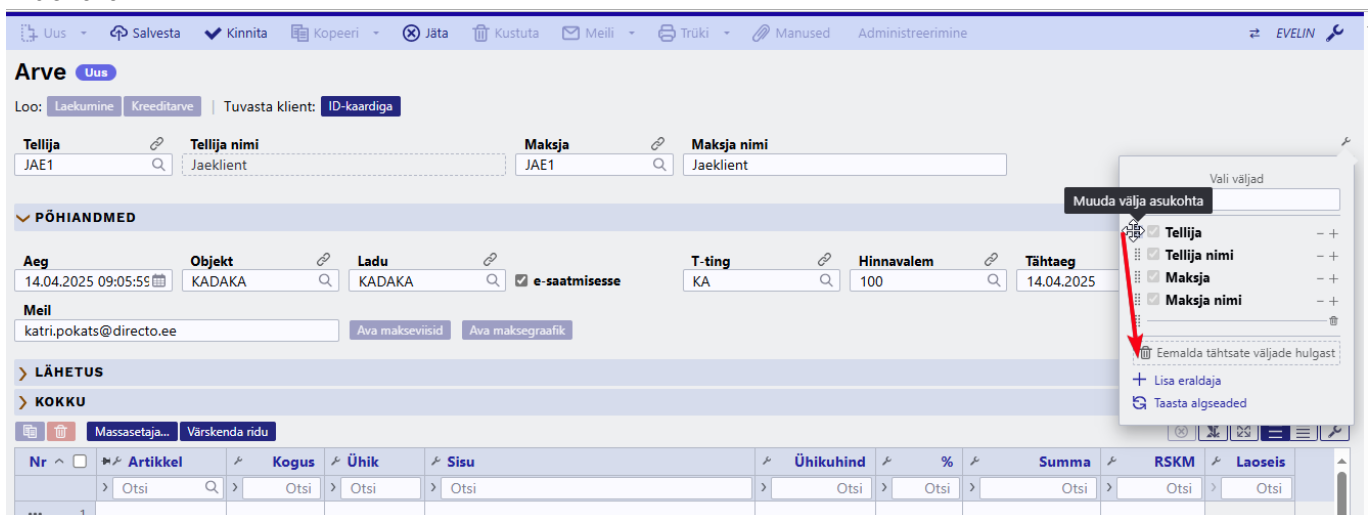 Uus Salvesta Kinnita Kopeeri Jäta Kustuta Meili Trüki Manused Administreerimine EVELIN
Arve Uus
Loo: Laekumine Kreeditarve | Tuvasta klient: ID-kaardiga
Tellija Tellija nimi Maksja Maksja nimi
JAE1 Jaeklient JAE1 Jaeklient
Vali väljad
Muuda välja asukohta
PÕHIANDMED
Tellija
Tellija nimi
Maksja
Maksja nimi
Eemalda tähtsate väljade hulgast
Lisa eraldaja
Taasta algseaded
Aeg Objekt Ladu T-ting Hinnavalem Tähtaeg
14.04.2025 09:05:59 KADAKA KADAKA e-saatmisesse KA 100 14.04.2025
Meil
katri.pokats@directo.ee Ava makseviisid Ava maksegraafik
LÄHETUS
KOKKU
Massasetaja... Värskenda ridu
Nr Artikkel Kogus Ühik Sisu Ühikuhind % Summa RSKM Laoseis
Otsi Otsi Otsi Otsi Otsi Otsi Otsi Otsi Otsi
1